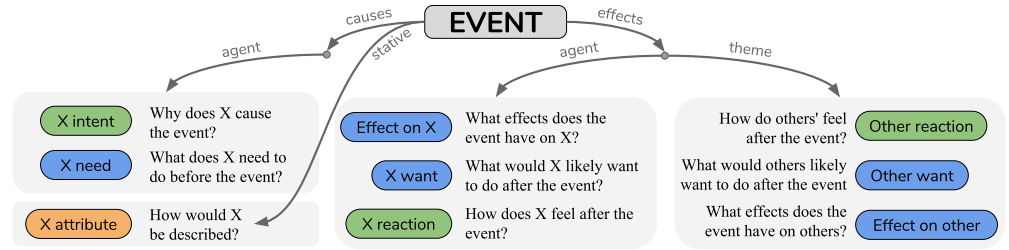 EVENT
causes
effects
stative
agent
agent
theme
X intent
Why does X cause
the event?
X need
What does X need to
do before the event?
X attribute
How would X
be described?
Effect on X
What effects does the
event have on X?
X want
What would X likely want
to do after the event?
X reaction
How does X feel after the
event?
How do others' feel
after the event?
Other reaction
What would others likely
want to do after the event
Other want
What effects does the
event have on others?
Effect on other